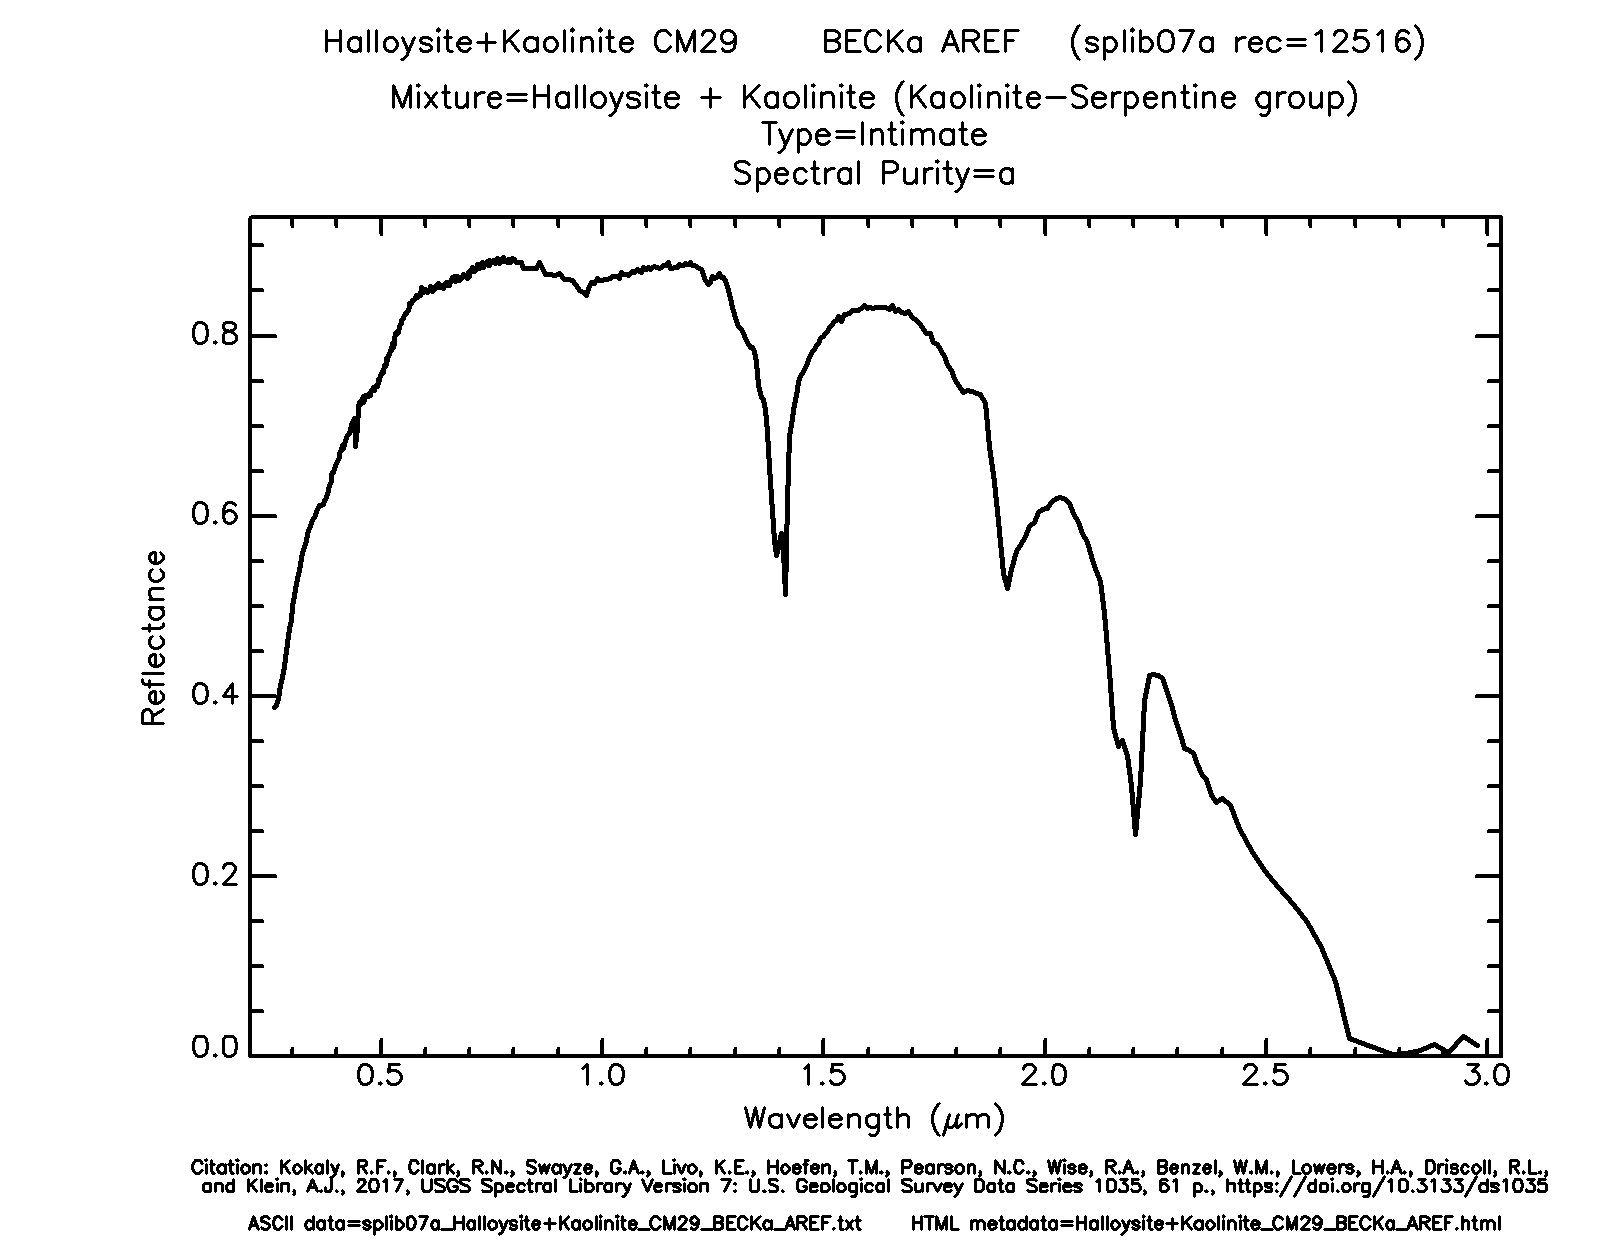 Halloysite+Kaolinite CM29 BECKa AREF (splib07a rec=12516)
Mixture=Halloysite + Kaolinite (Kaolinite-Serpentine group)
Type=Intimate
Spectral Purity=a
0.8
0.6
0.4
0.2
0.0
Reflectance
0.5 1.0 1.5 2.0 2.5 3.0
Wavelength (μm)
Citation: Kokaly, R.F., Clark, R.N., Swayze, G.A., Livo, K.E., Hoefen, T.M., Pearson, N.C., Wise, R.A., Benzel, W.M., Lowers, H.A., Driscoll, R.L.,
and Klein, A.J., 2017, USGS Spectral Library Version 7: U.S. Geological Survey Data Series 1035, 61 p., https://doi.org/10.3133/ds1035
ASCII data=splib07a_Halloysite+Kaolinite_CM29_BECKa_AREF.txt HTML metadata=Halloysite+Kaolinite_CM29_BECKa_AREF.html